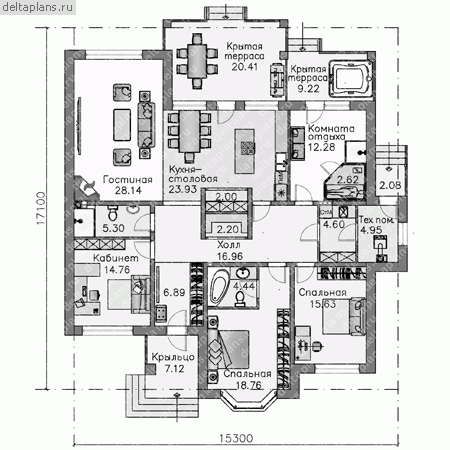 deltaplans.ru
Крытая
терраса
20.41
Крытая
терраса
9.22
Комната
отдыха
12.28
Гостиная
28.14
Кухня-
столовая
23.93
2.62
2.08
2.00
2.20
5.30
4.60
Тех.пом.
4.95
Холл
16.96
Кабинет
14.76
6.89
4.44
Спальная
15.63
Крыльцо
7.12
Спальная
18.76
17100
15300